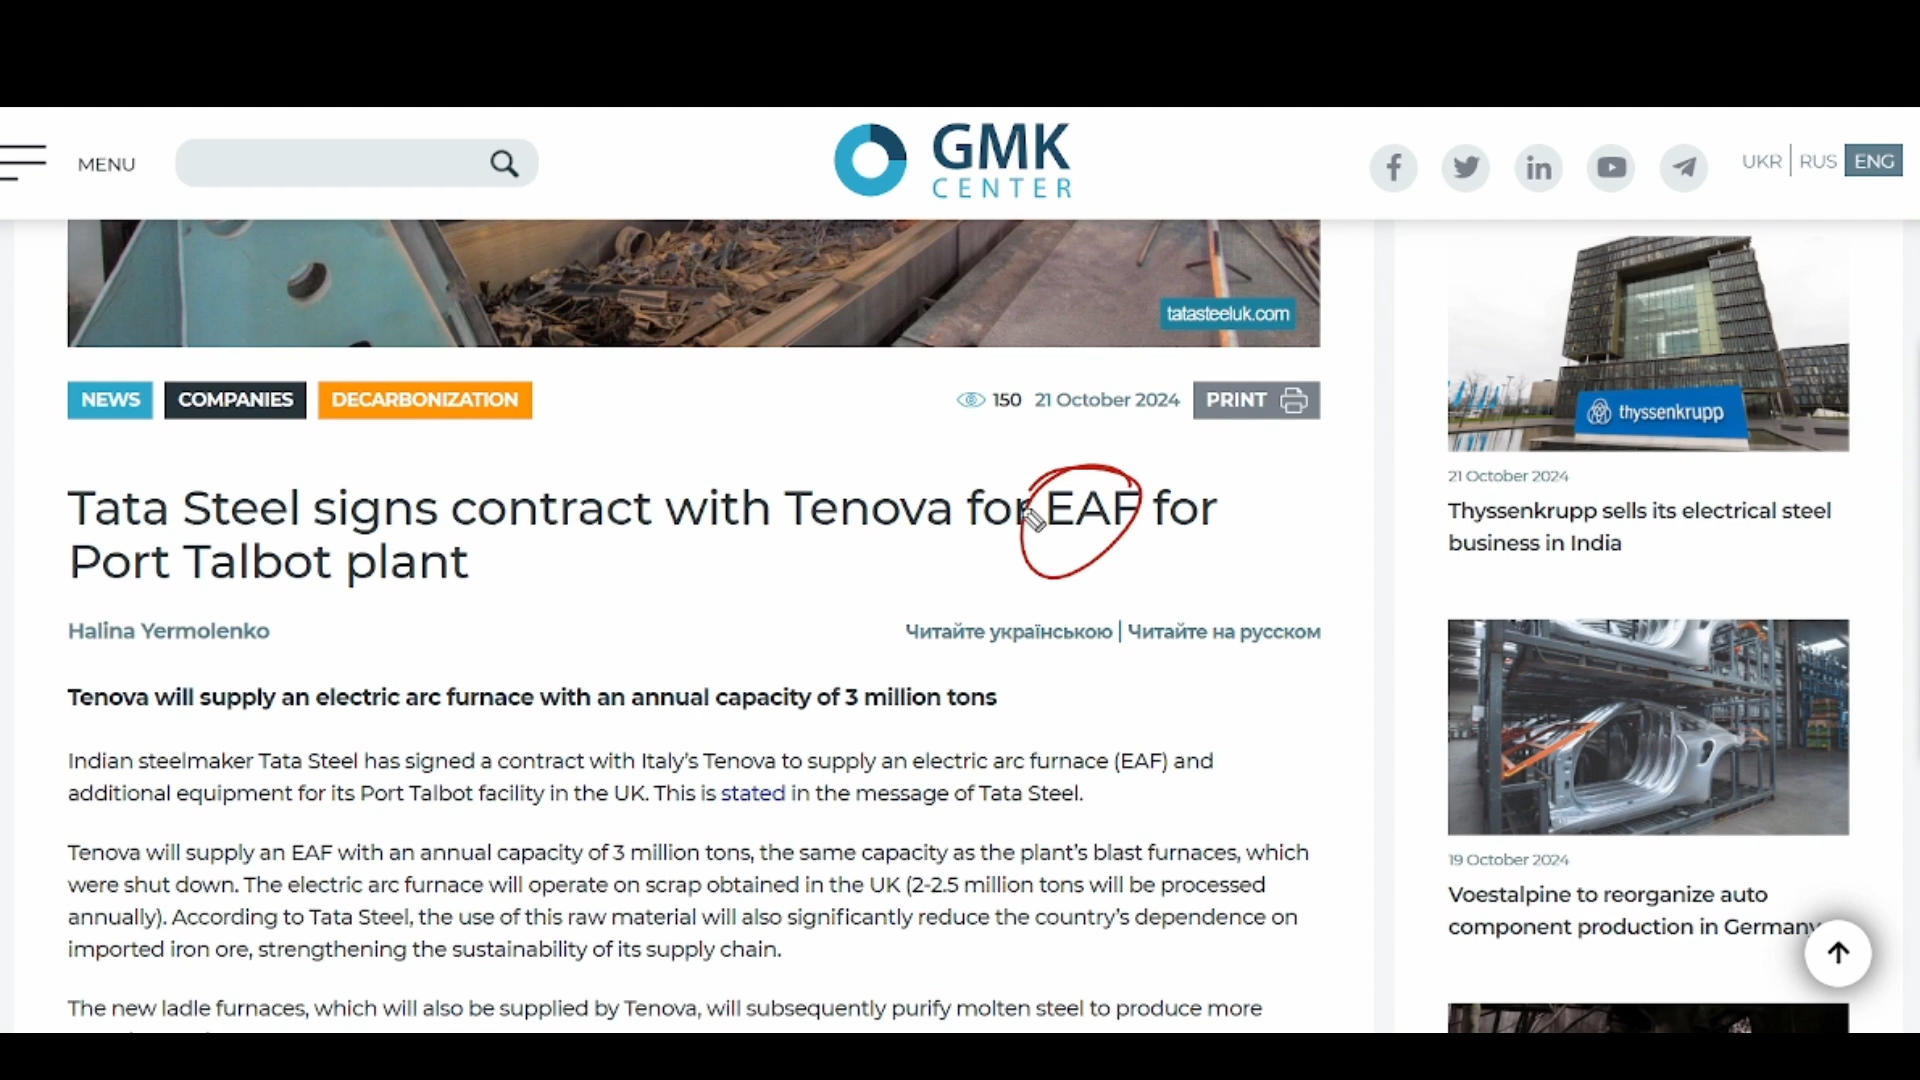 MENU
GMK
CENTER
UKR | RUS ENG
tatasteeluk.com
NEWS COMPANIES DECARBONIZATION
150 21 October 2024 PRINT
Tata Steel signs contract with Tenova for EAF for
Port Talbot plant
Halina Yermolenko
Читайте українською | Читайте на русском
Tenova will supply an electric arc furnace with an annual capacity of 3 million tons
Indian steelmaker Tata Steel has signed a contract with Italy's Tenova to supply an electric arc furnace (EAF) and
additional equipment for its Port Talbot facility in the UK. This is stated in the message of Tata Steel.
Tenova will supply an EAF with an annual capacity of 3 million tons, the same capacity as the plant's blast furnaces, which
were shut down. The electric arc furnace will operate on scrap obtained in the UK (2-2.5 million tons will be processed
annually). According to Tata Steel, the use of this raw material will also significantly reduce the country's dependence on
imported iron ore, strengthening the sustainability of its supply chain.
The new ladle furnaces, which will also be supplied by Tenova, will subsequently purify molten steel to produce more
thyssenkrupp
21 October 2024
Thyssenkrupp sells its electrical steel
business in India
19 October 2024
Voestalpine to reorganize auto
component production in Germany